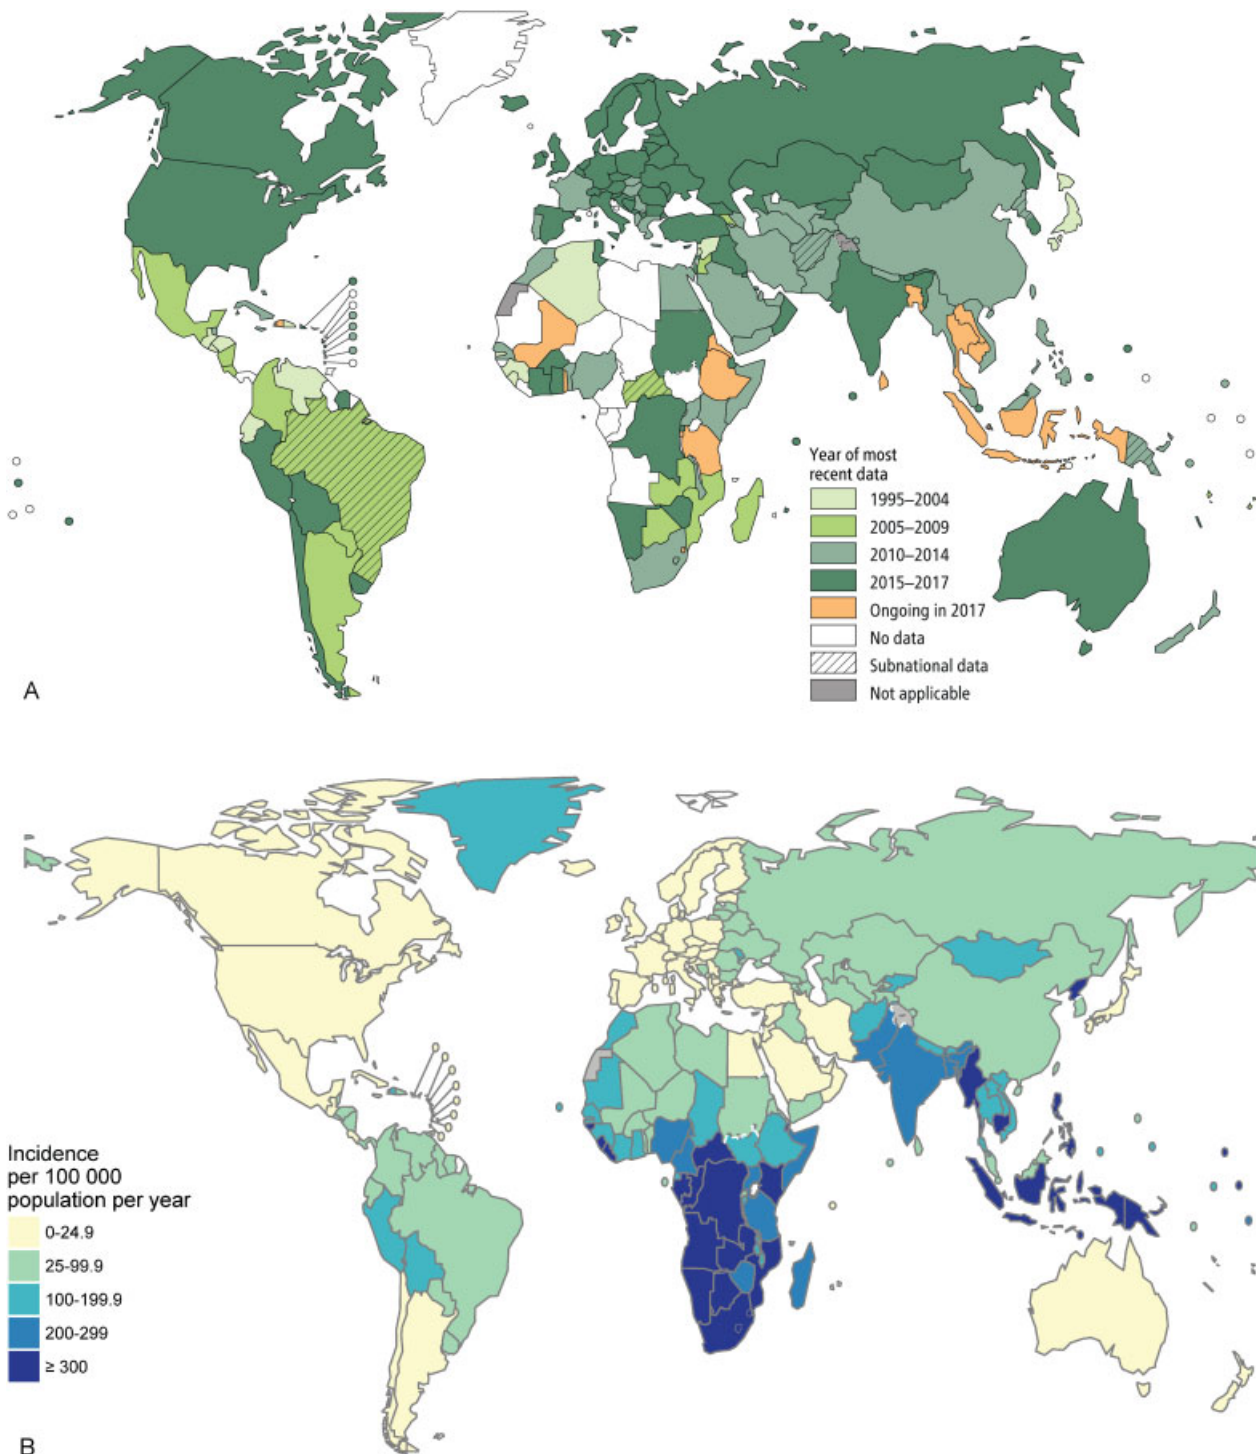 Year of most
recent data
1995–2004
2005–2009
2010–2014
2015–2017
Ongoing in 2017
No data
Subnational data
Not applicable
A
Incidence
per 100 000
population per year
0-24.9
25-99.9
100-199.9
200-299
≥ 300
B